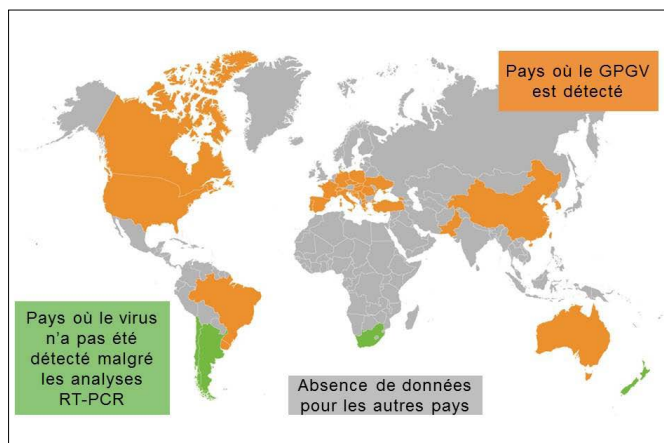 Pays où le GPGV
est détecté
Pays où le virus
n'a pas été
détecté malgré
les analyses
RT-PCR
Absence de données
pour les autres pays